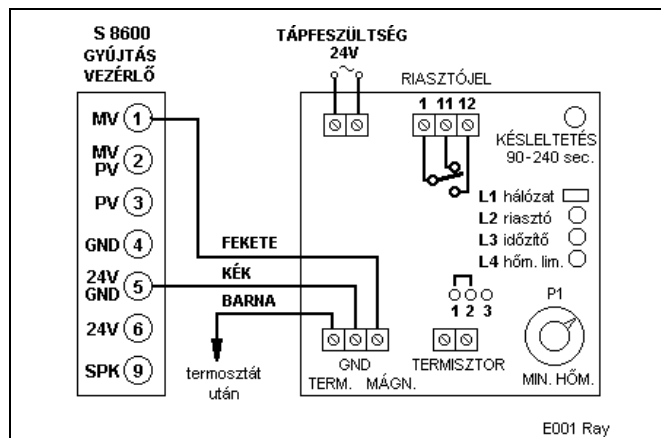 S 8600
GYÚJTÁS
VEZÉRLŐ
MV 1
MV
PV 2
PV 3
GND 4
24V
GND 5
24V 6
SPK 9
FEKETE
KÉK
BARNA
termosztát
után
TÁPFESZÜLTSÉG
24V
RIASZTÓJEL
1 11 12
KÉSLELTETÉS
90-240 sec.
L1 hálózat
L2 riasztó
L3 időzítő
L4 hőm. lim.
1 2 3
P1
GND
TERM. MÁGN.
TERMISZTOR
MIN. HŐM.
E001 Ray